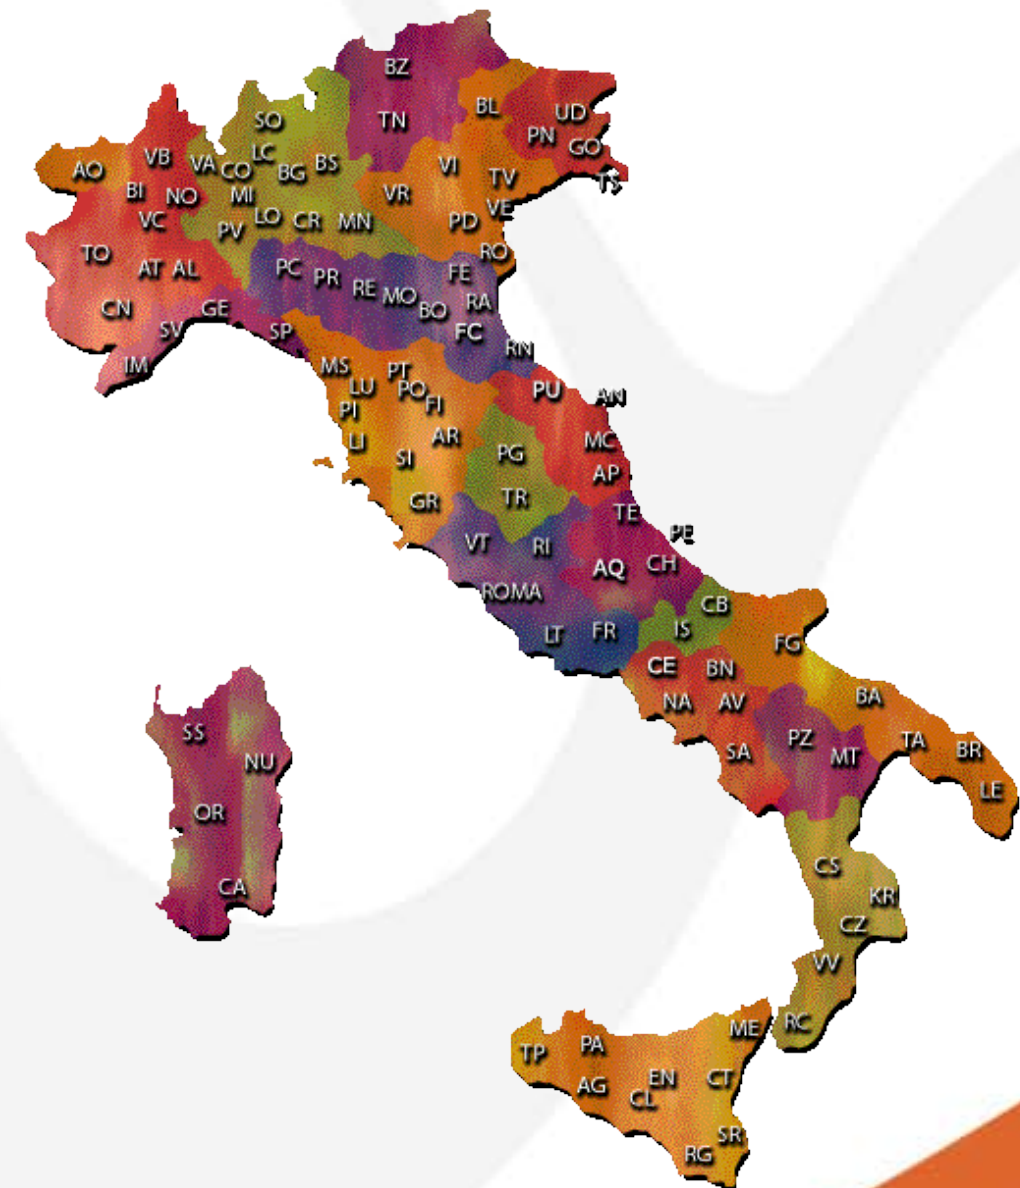 BZ
BL
UD
SO
TN
PN
GO
LC
VB
VA
CO
BG
BS
VI
AO
TV
TS
BI
NO
MI
VR
VE
VC
PV
LO
CR
MN
PD
TO
RO
AT
AL
PC
PR
RE
MO
FE
CN
GE
BO
RA
SV
SP
FC
RN
IM
MS
PT
LU
PO
FI
PU
AN
PI
LI
AR
MC
SI
PG
AP
GR
TR
TE
VT
RI
PE
AQ
CH
ROMA
CB
LT
FR
IS
FG
CE
BN
NA
AV
BA
SS
SA
PZ
MT
TA
BR
NU
LE
OR
CS
CA
KR
CZ
VV
RC
ME
TP
PA
AG
EN
CT
CL
SR
RG